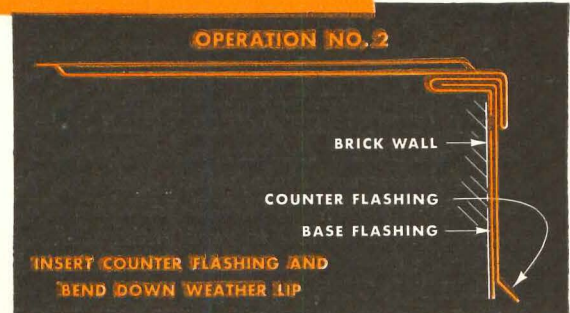 OPERATION NO. 2
BRICK WALL
COUNTER FLASHING
BASE FLASHING
INSERT COUNTER FLASHING AND
BEND DOWN WEATHER LIP